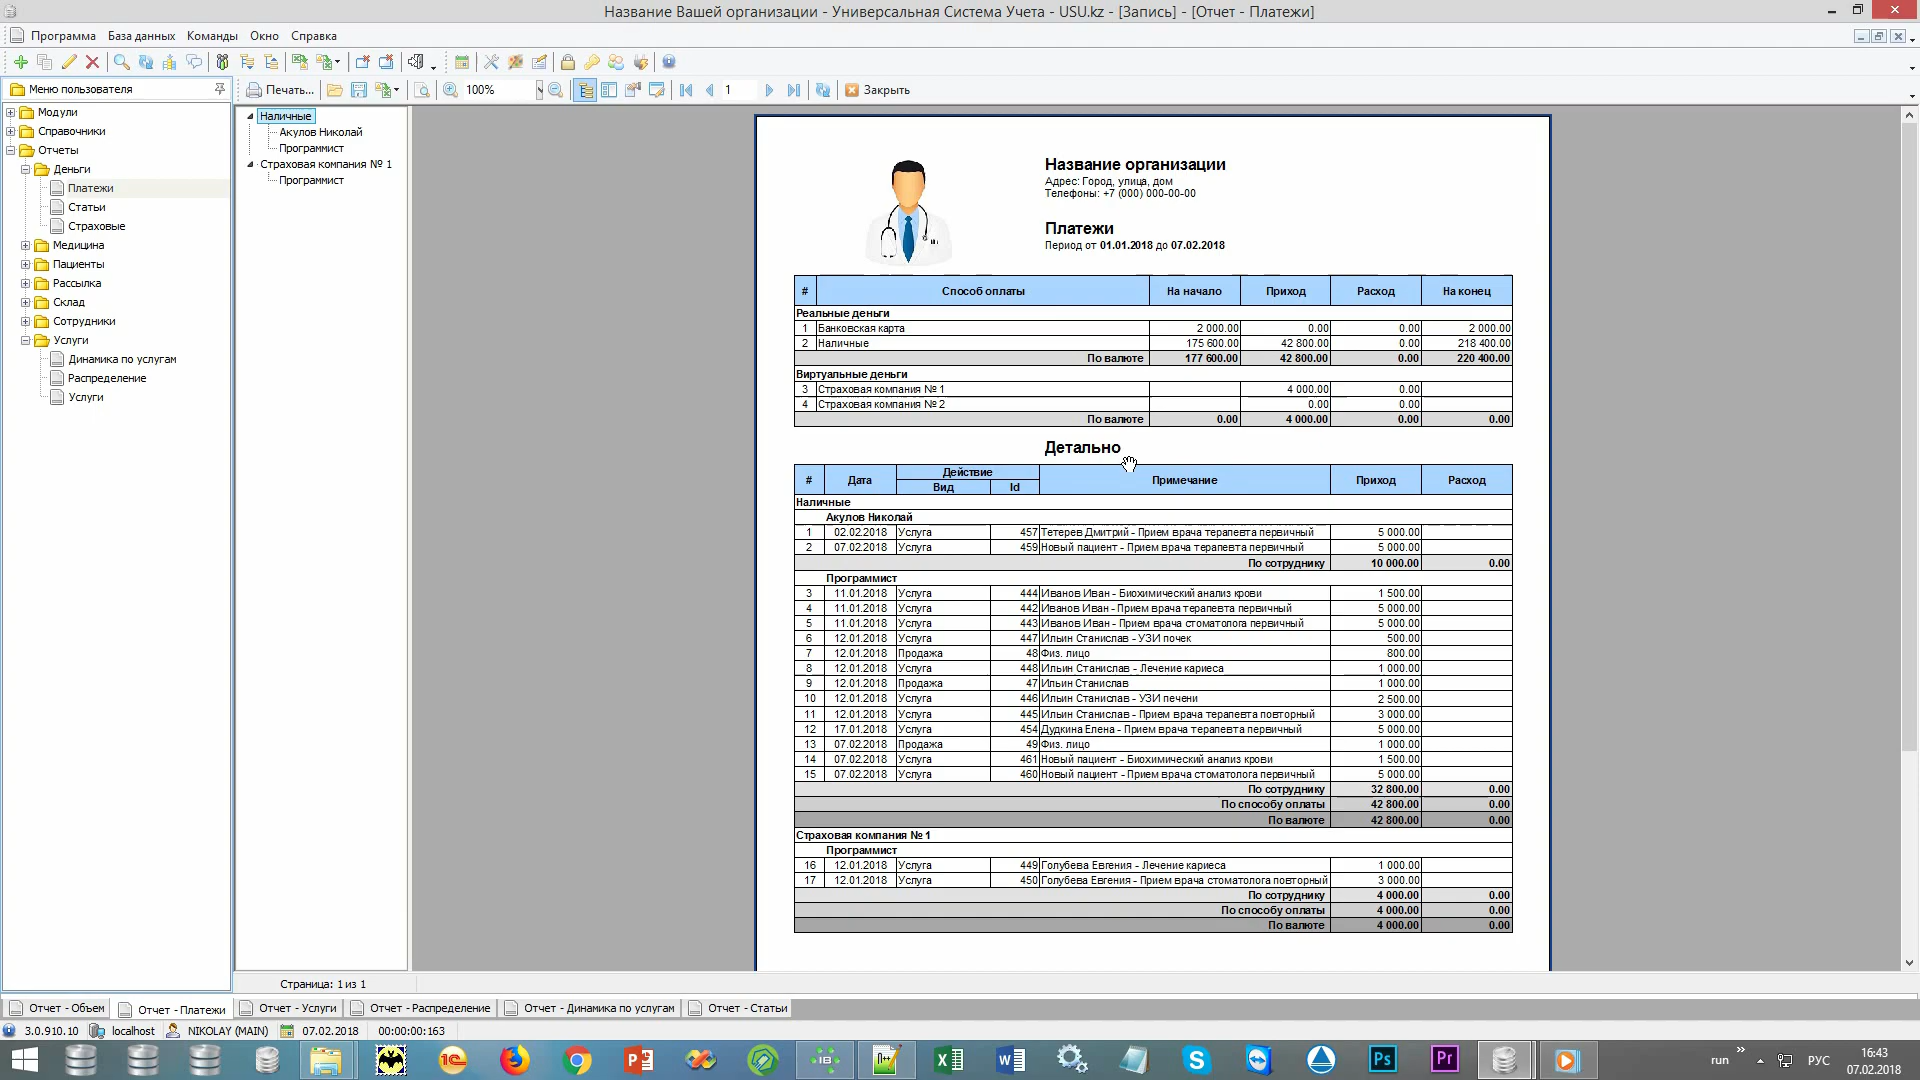 Название Вашей организации - Универсальная Система Учета - USU.kz - [Запись] - [Отчет - Платежи]
Программа База данных Команды Окно Справка
Меню пользователя
Печать... 100% 1 Закрыть
Модули
Справочники
Отчеты
Деньги
Платежи
Статьи
Страховые
Медицина
Пациенты
Рассылка
Склад
Сотрудники
Услуги
Динамика по услугам
Распределение
Услуги
Наличные
Акулов Николай
Программист
Страховая компания № 1
Программист
Название организации
Адрес: Город, улица, дом
Телефоны: +7 (000) 000-00-00
Платежи
Период от 01.01.2018 до 07.02.2018
# Способ оплаты На начало Приход Расход На конец
Реальные деньги
1 Банковская карта 2 000.00 0.00 0.00 2 000.00
2 Наличные 175 600.00 42 800.00 0.00 218 400.00
По валюте 177 600.00 42 800.00 0.00 220 400.00
Виртуальные деньги
3 Страховая компания № 1 4 000.00 0.00
4 Страховая компания № 2 0.00 0.00
По валюте 0.00 4 000.00 0.00 0.00
Детально
# Дата Действие Примечание Приход Расход
Вид Id
Наличные
Акулов Николай
1 02.02.2018 Услуга 457 Тетерев Дмитрий - Прием врача терапевта первичный 5 000.00
2 07.02.2018 Услуга 459 Новый пациент - Прием врача терапевта первичный 5 000.00
По сотруднику 10 000.00 0.00
Программист
3 11.01.2018 Услуга 444 Иванов Иван - Биохимический анализ крови 1 500.00
4 11.01.2018 Услуга 442 Иванов Иван - Прием врача терапевта первичный 5 000.00
5 11.01.2018 Услуга 443 Иванов Иван - Прием врача стоматолога первичный 5 000.00
6 12.01.2018 Услуга 447 Ильин Станислав - УЗИ почек 500.00
7 12.01.2018 Продажа 48 Физ. лицо 800.00
8 12.01.2018 Услуга 448 Ильин Станислав - Лечение кариеса 1 000.00
9 12.01.2018 Продажа 47 Ильин Станислав 1 000.00
10 12.01.2018 Услуга 446 Ильин Станислав - УЗИ печени 2 500.00
11 12.01.2018 Услуга 445 Ильин Станислав - Прием врача терапевта повторный 3 000.00
12 17.01.2018 Услуга 454 Дудкина Елена - Прием врача терапевта первичный 5 000.00
13 07.02.2018 Продажа 49 Физ. лицо 1 000.00
14 07.02.2018 Услуга 461 Новый пациент - Биохимический анализ крови 1 500.00
15 07.02.2018 Услуга 460 Новый пациент - Прием врача стоматолога первичный 5 000.00
По сотруднику 32 800.00 0.00
По способу оплаты 42 800.00 0.00
По валюте 42 800.00 0.00
Страховая компания № 1
Программист
16 12.01.2018 Услуга 449 Голубева Евгения - Лечение кариеса 1 000.00
17 12.01.2018 Услуга 450 Голубева Евгения - Прием врача стоматолога повторный 3 000.00
По сотруднику 4 000.00 0.00
По способу оплаты 4 000.00 0.00
По валюте 4 000.00 0.00
Страница: 1 из 1
Отчет - Объем Отчет - Платежи Отчет - Услуги Отчет - Распределение Отчет - Динамика по услугам Отчет - Статьи
3.0.910.10 localhost NIKOLAY (MAIN) 07.02.2018 00:00:00:163
run » РУС 16:43
07.02.2018